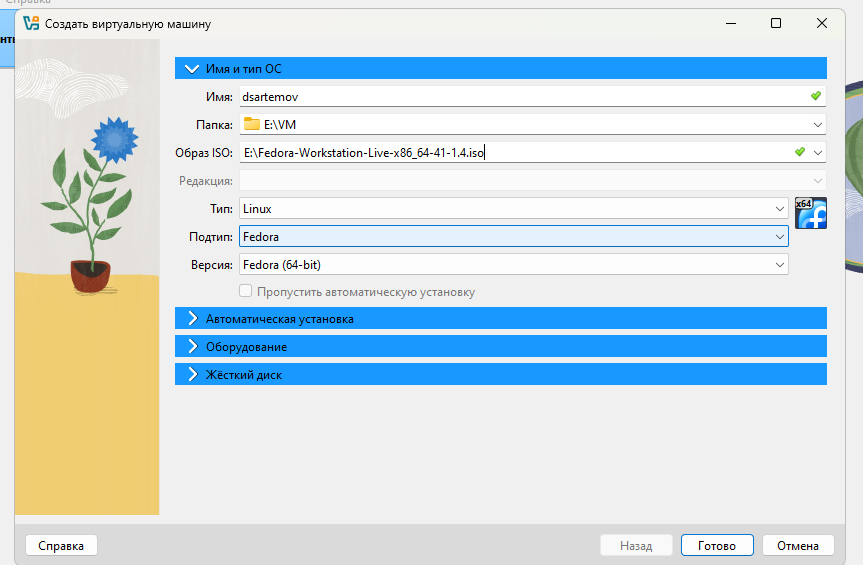 Справка
Создать виртуальную машину
Имя и тип ОС
Имя: dsartemov
Папка: E:\VM
Образ ISO: E:\Fedora-Workstation-Live-x86_64-41-1.4.iso
Редакция:
Тип: Linux
x64
Подтип: Fedora
Версия: Fedora (64-bit)
Пропустить автоматическую установку
Автоматическая установка
Оборудование
Жёсткий диск
Справка
Назад
Готово
Отмена